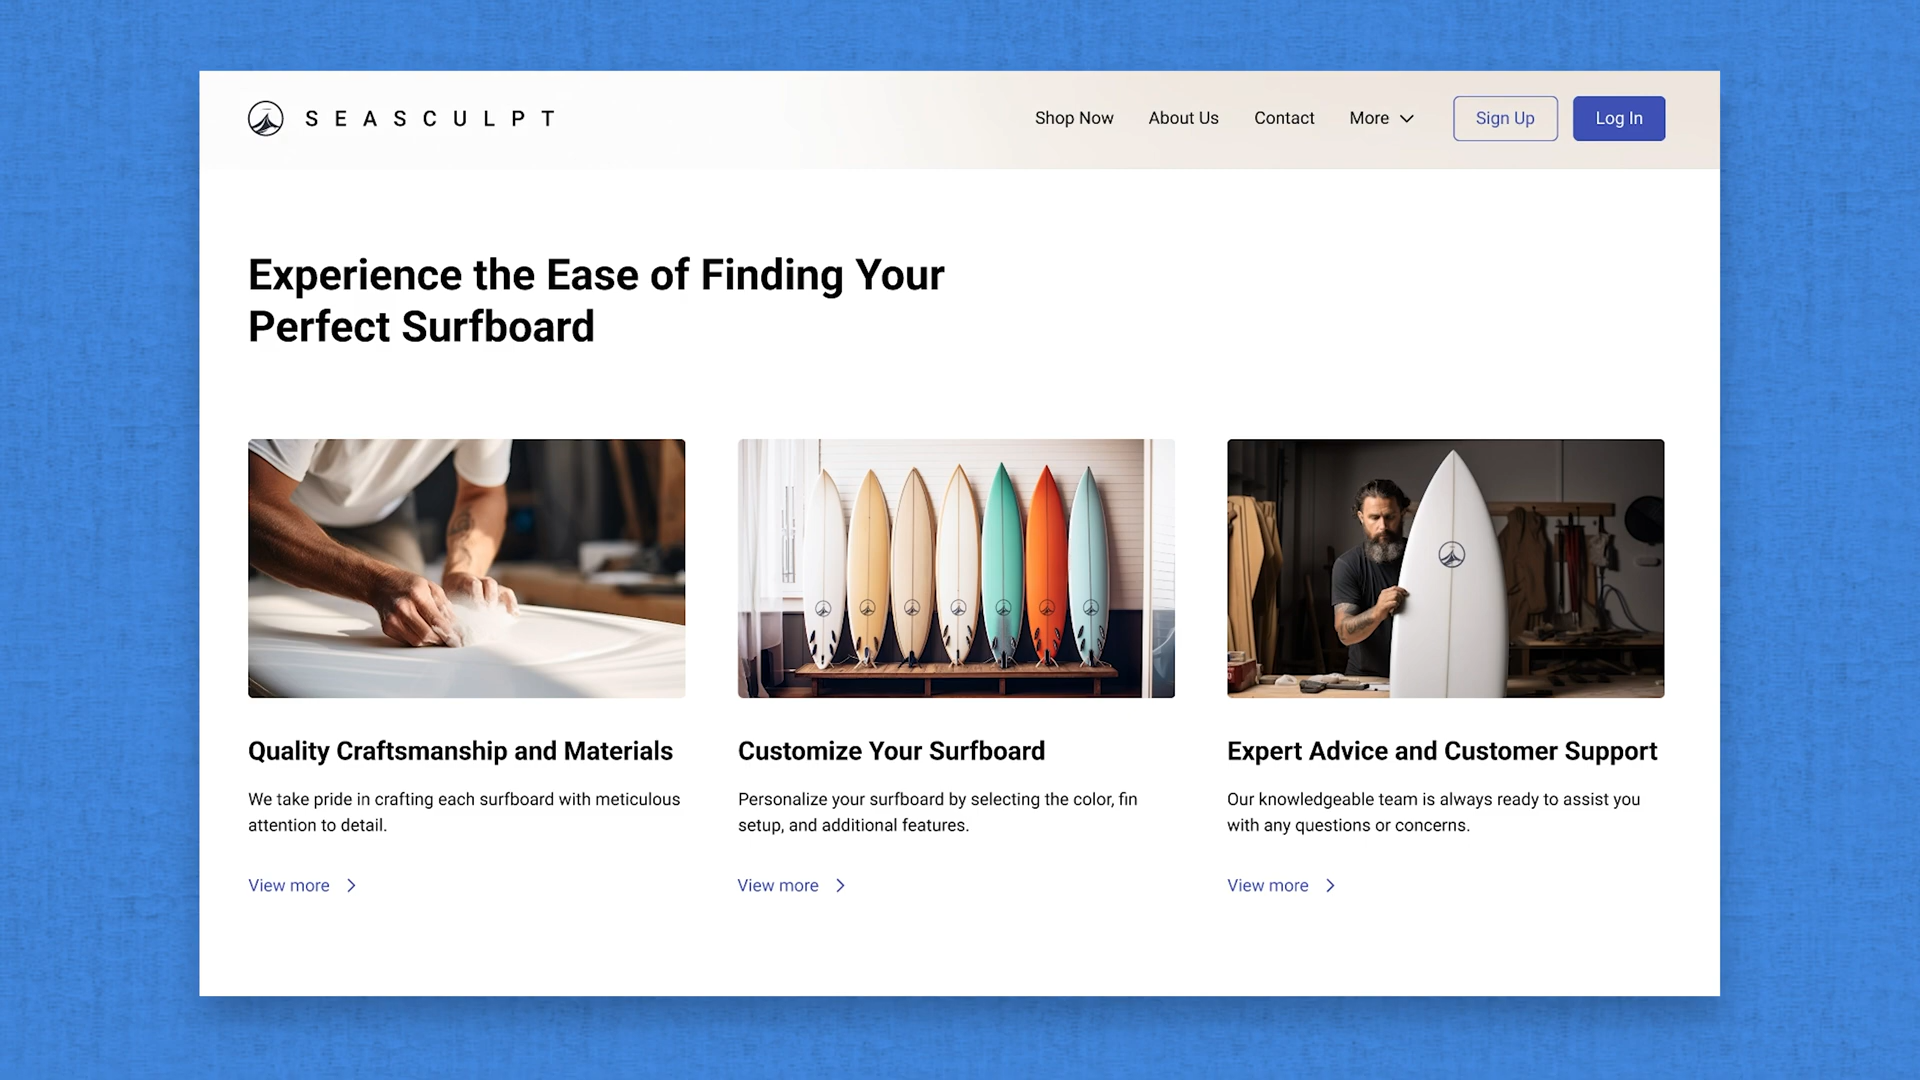 SEASCULPT
Shop Now
About Us
Contact
More
Sign Up
Log In
Experience the Ease of Finding Your
Perfect Surfboard
Quality Craftsmanship and Materials
We take pride in crafting each surfboard with meticulous
attention to detail.
View more
Customize Your Surfboard
Personalize your surfboard by selecting the color, fin
setup, and additional features.
View more
Expert Advice and Customer Support
Our knowledgeable team is always ready to assist you
with any questions or concerns.
View more